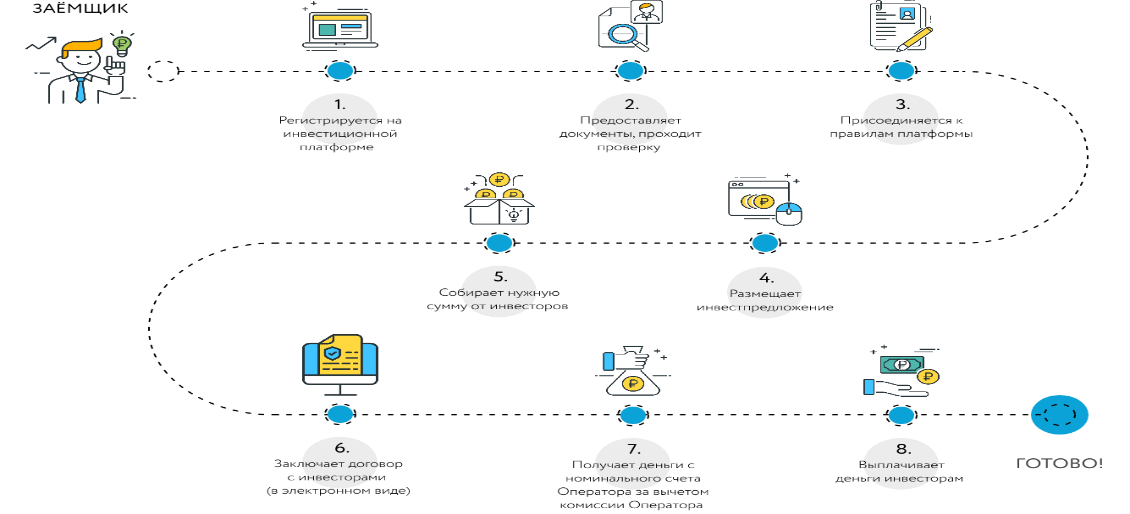 ЗАЁМЩИК
1.
Регистрируется на
инвестиционной
платформе
2.
Предоставляет
документы, проходит
проверку
3.
Присоединяется к
правилам платформы
4.
Размещает
инвестпредложение
5.
Собирает нужную
сумму от инвесторов
6.
Заключает договор
с инвесторами
(в электронном виде)
7.
Получает деньги с
номинального счета
Оператора за вычетом
комиссии Оператора
8.
Выплачивает
деньги инвесторам
ГОТОВО!